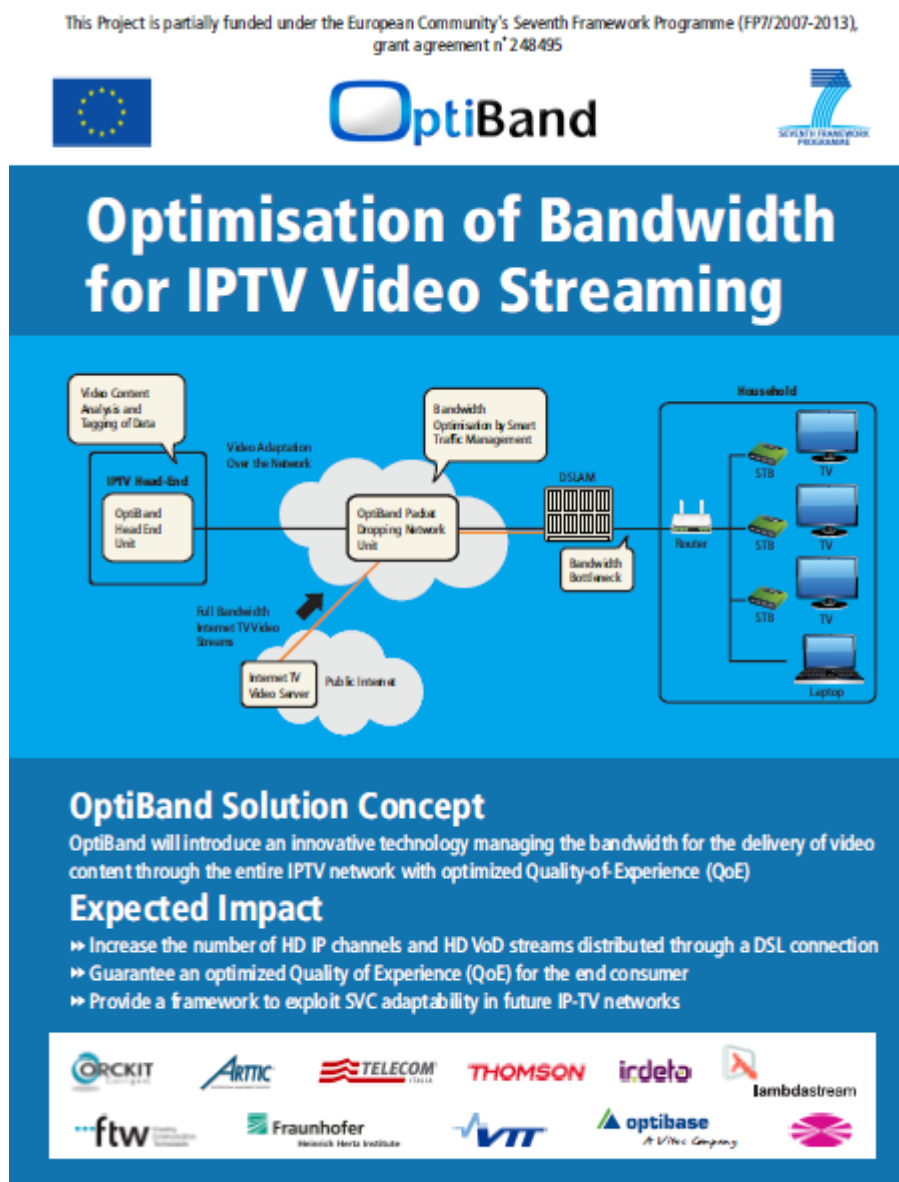 This Project is partially funded under the European Community's Seventh Framework Programme (FP7/2007-2013),
grant agreement n° 248495
OptiBand
SEVENTH FRAMEWORK
PROGRAMME
Optimisation of Bandwidth
for IPTV Video Streaming
Video Content
Analysis and
Tagging of Data
Video Adaptation
Over the Network
Bandwidth
Optimisation by Smart
Traffic Management
Household
IPTV Head-End
OptiBand
Head End
Unit
OptiBand Packet
Dropping Network
Unit
DSLAM
Bandwidth
Bottleneck
Router
STB
TV
STB
TV
STB
TV
Laptop
Full Bandwidth
Internet TV Video
Streams
Internet TV
Video Server
Public Internet
OptiBand Solution Concept
OptiBand will introduce an innovative technology managing the bandwidth for the delivery of video
content through the entire IPTV network with optimized Quality-of-Experience (QoE)
Expected Impact
Increase the number of HD IP channels and HD VoD streams distributed through a DSL connection
Guarantee an optimized Quality of Experience (QoE) for the end consumer
Provide a framework to exploit SVC adaptability in future IP-TV networks
ORCKIT
ARTTIC
TELECOM
ITALIA
THOMSON
irdeto
lambdastream
ftw
Fraunhofer
Heinrich Hertz Institute
VTT
optibase
A Vitec Company